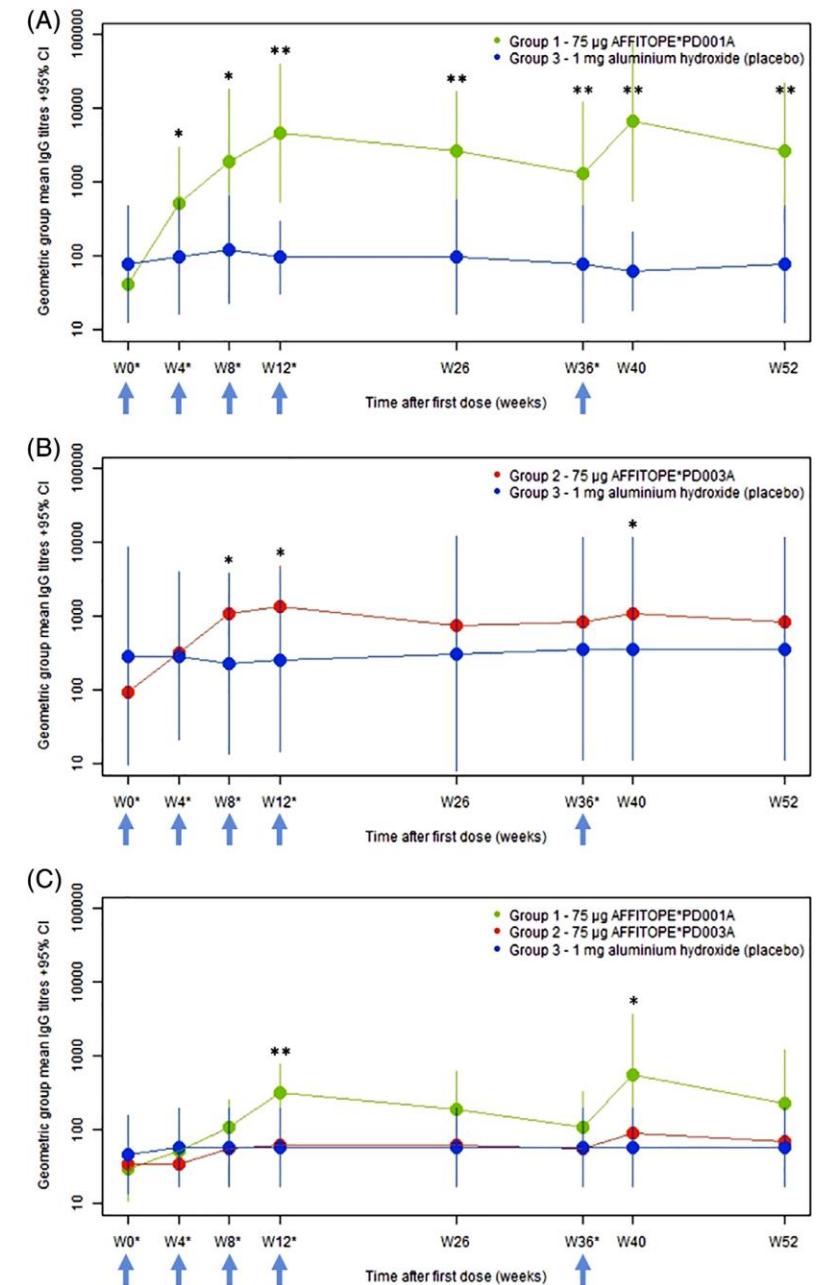 (A)
Geometric group mean IgG titres +95% CI
100000
10000
1000
100
10
Group 1 - 75 µg AFFITOPE*PD001A
Group 3 - 1 mg aluminium hydroxide (placebo)
* * ** ** ** ** **
W0* W4* W8* W12* W26 W36* W40 W52
Time after first dose (weeks)
(B)
Geometric group mean IgG titres +95% CI
100000
10000
1000
100
10
Group 2 - 75 µg AFFITOPE*PD003A
Group 3 - 1 mg aluminium hydroxide (placebo)
* * *
W0* W4* W8* W12* W26 W36* W40 W52
Time after first dose (weeks)
(C)
Geometric group mean IgG titres +95% CI
100000
10000
1000
100
10
Group 1 - 75 µg AFFITOPE*PD001A
Group 2 - 75 µg AFFITOPE*PD003A
Group 3 - 1 mg aluminium hydroxide (placebo)
** *
W0* W4* W8* W12* W26 W36* W40 W52
Time after first dose (weeks)